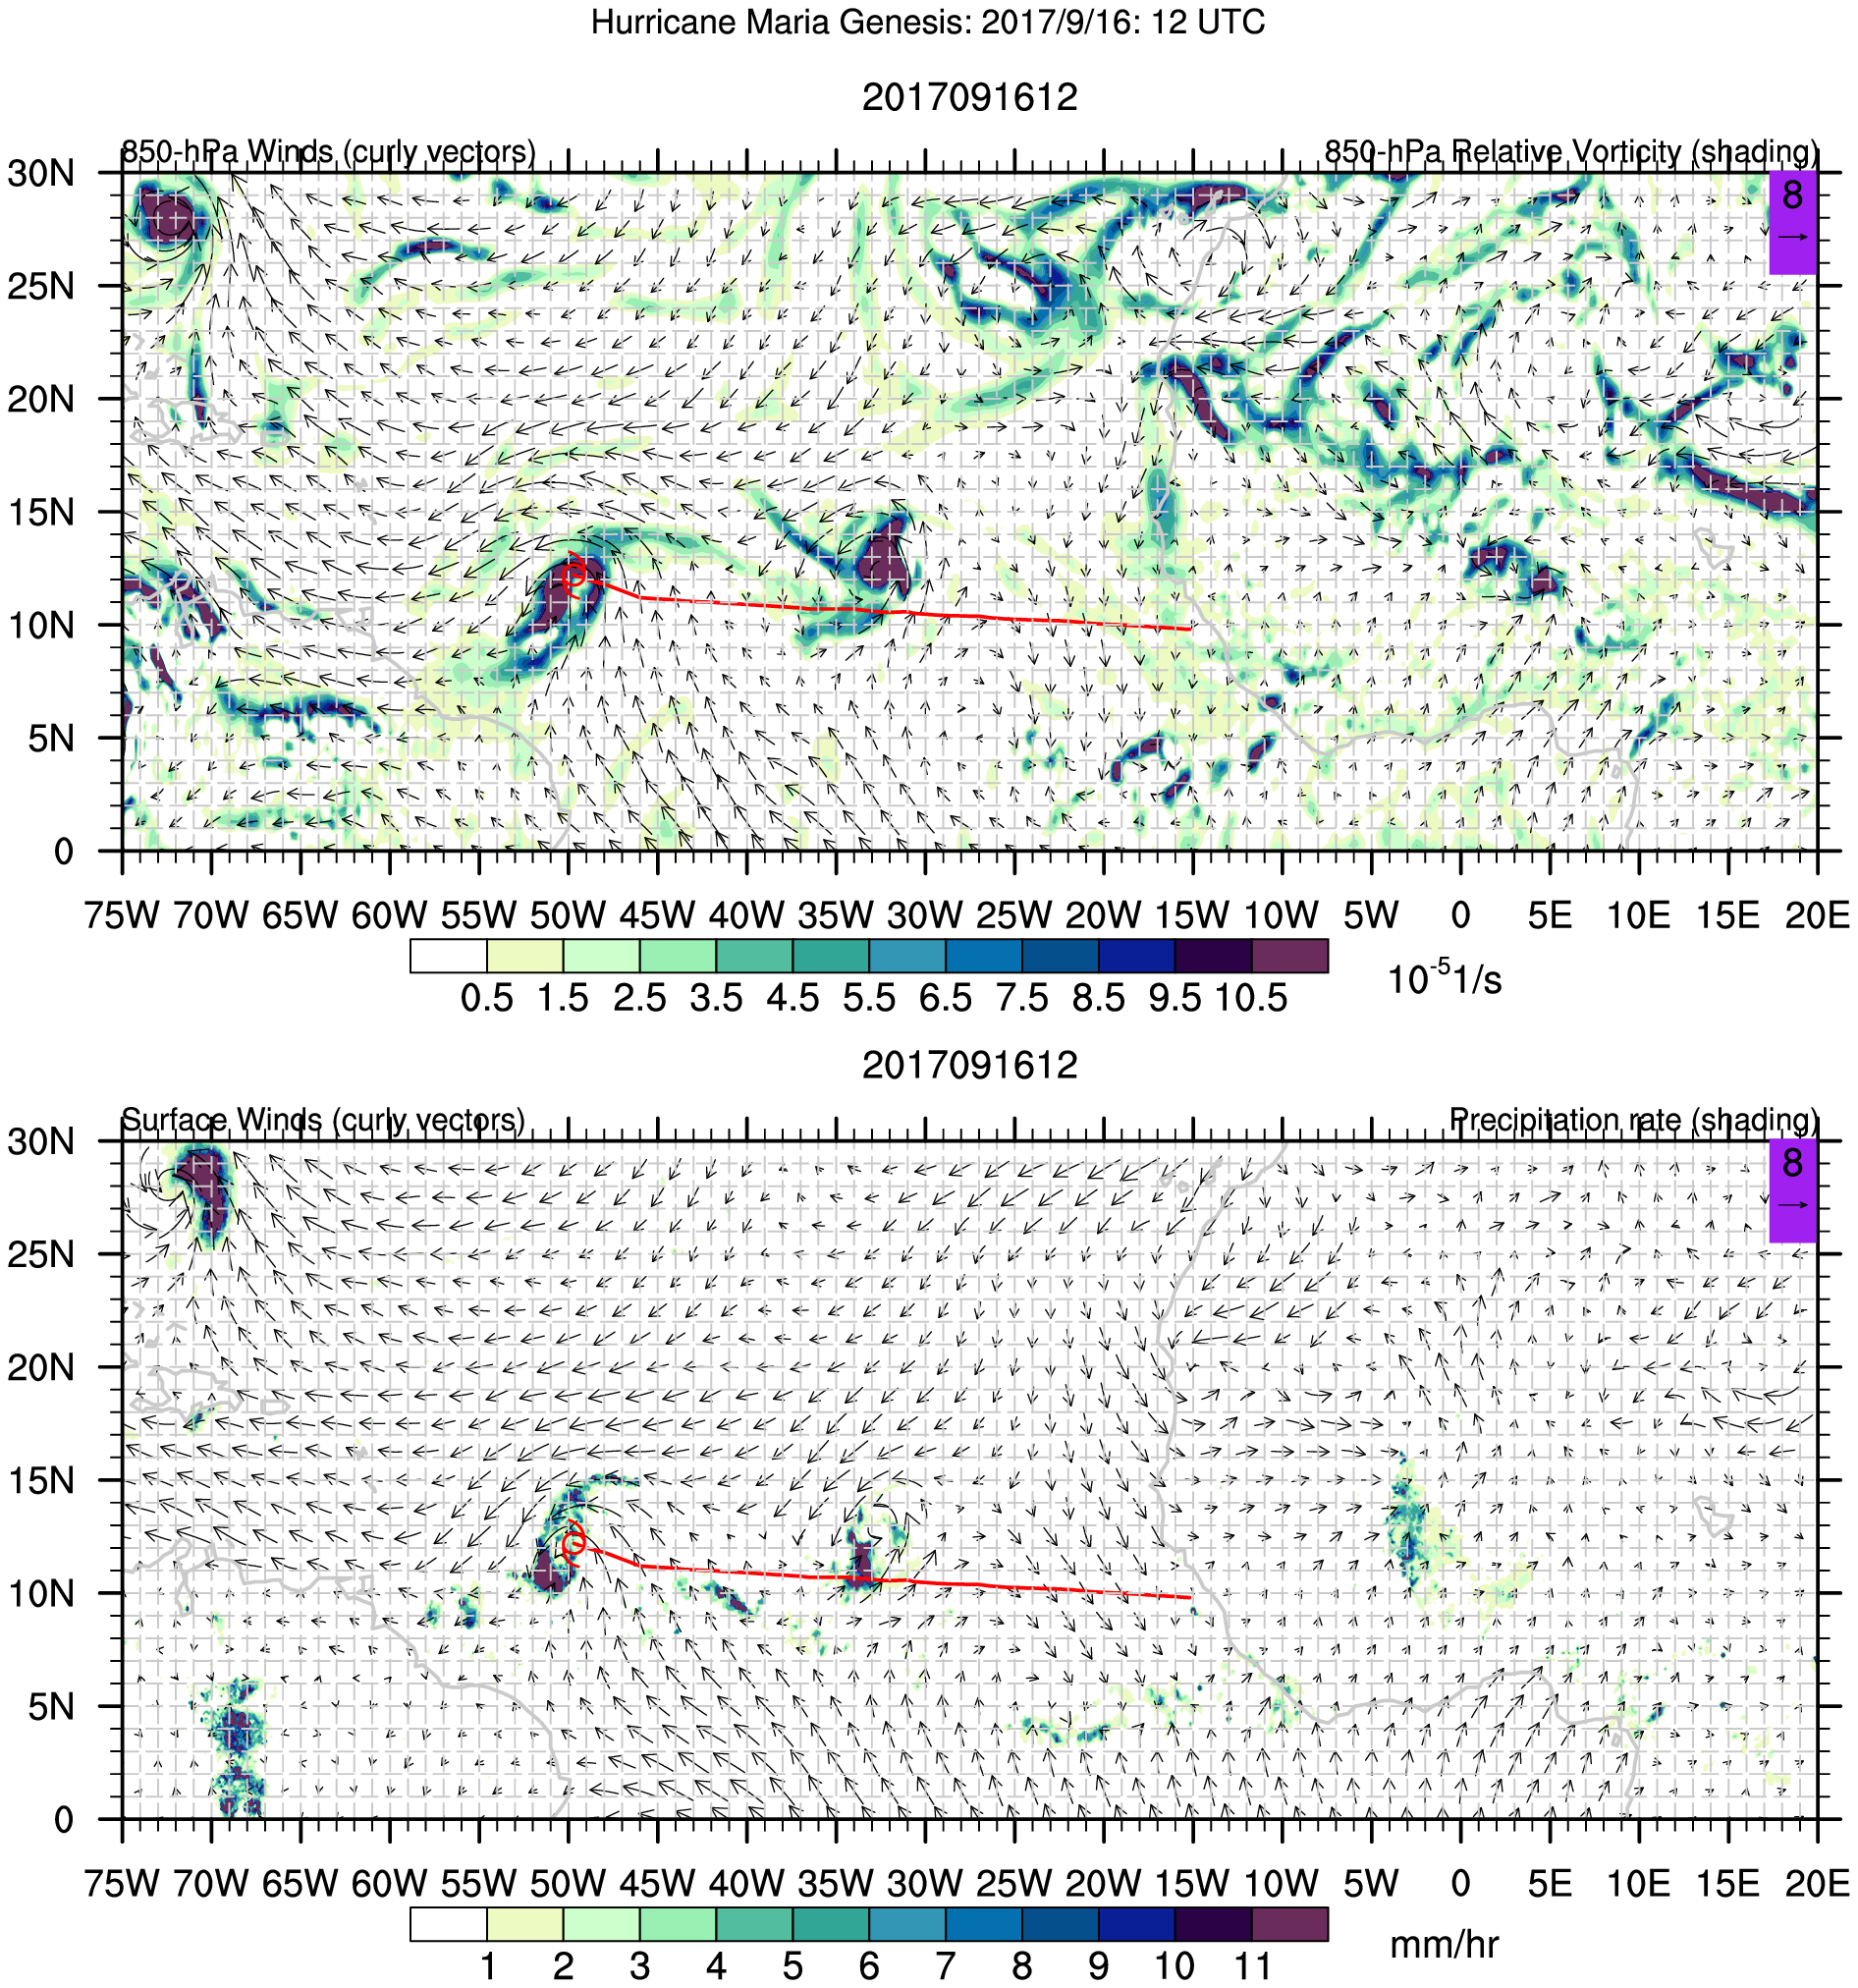 Hurricane Maria Genesis: 2017/9/16: 12 UTC
2017091612
850-hPa Winds (curly vectors) 850-hPa Relative Vorticity (shading)
30N
8
25N
20N
15N
10N
5N
0
75W 70W 65W 60W 55W 50W 45W 40W 35W 30W 25W 20W 15W 10W 5W 0 5E 10E 15E 20E
0.5 1.5 2.5 3.5 4.5 5.5 6.5 7.5 8.5 9.5 10.5
10⁻⁵1/s
2017091612
Surface Winds (curly vectors) Precipitation rate (shading)
30N
8
25N
20N
15N
10N
5N
0
75W 70W 65W 60W 55W 50W 45W 40W 35W 30W 25W 20W 15W 10W 5W 0 5E 10E 15E 20E
1 2 3 4 5 6 7 8 9 10 11
mm/hr